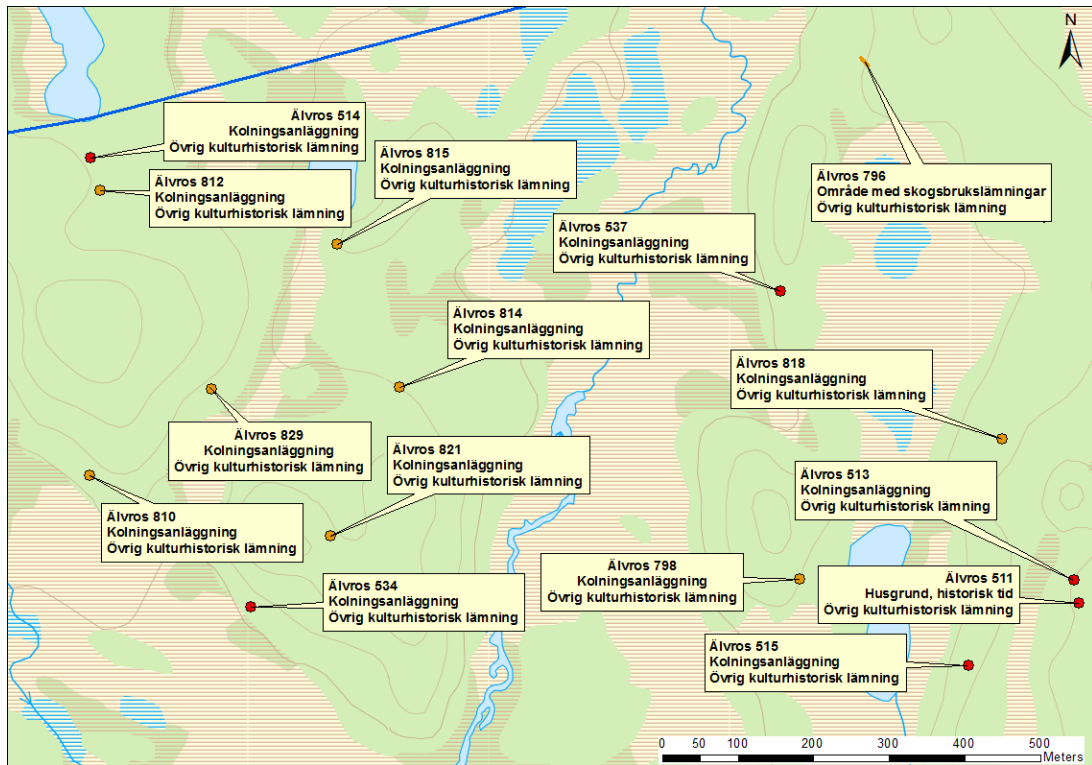 N
Älvros 514
Kolningsanläggning
Övrig kulturhistorisk lämning
Älvros 815
Kolningsanläggning
Övrig kulturhistorisk lämning
Älvros 796
Område med skogsbrukslämningar
Övrig kulturhistorisk lämning
Älvros 812
Kolningsanläggning
Övrig kulturhistorisk lämning
Älvros 537
Kolningsanläggning
Övrig kulturhistorisk lämning
Älvros 814
Kolningsanläggning
Övrig kulturhistorisk lämning
Älvros 818
Kolningsanläggning
Övrig kulturhistorisk lämning
Älvros 829
Kolningsanläggning
Övrig kulturhistorisk lämning
Älvros 821
Kolningsanläggning
Övrig kulturhistorisk lämning
Älvros 513
Kolningsanläggning
Övrig kulturhistorisk lämning
Älvros 810
Kolningsanläggning
Övrig kulturhistorisk lämning
Älvros 798
Kolningsanläggning
Övrig kulturhistorisk lämning
Älvros 511
Husgrund, historisk tid
Övrig kulturhistorisk lämning
Älvros 534
Kolningsanläggning
Övrig kulturhistorisk lämning
Älvros 515
Kolningsanläggning
Övrig kulturhistorisk lämning
0 50 100 200 300 400 500
Meters